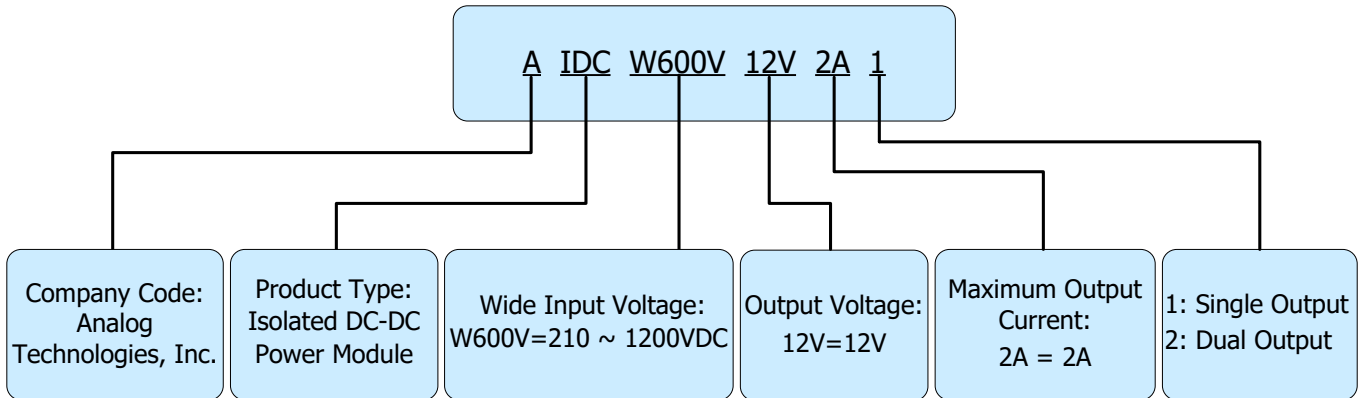 A IDC W600V 12V 2A 1
Company Code:
Analog
Technologies, Inc.
Product Type:
Isolated DC-DC
Power Module
Wide Input Voltage:
W600V=210 ~ 1200VDC
Output Voltage:
12V=12V
Maximum Output
Current:
2A = 2A
1: Single Output
2: Dual Output